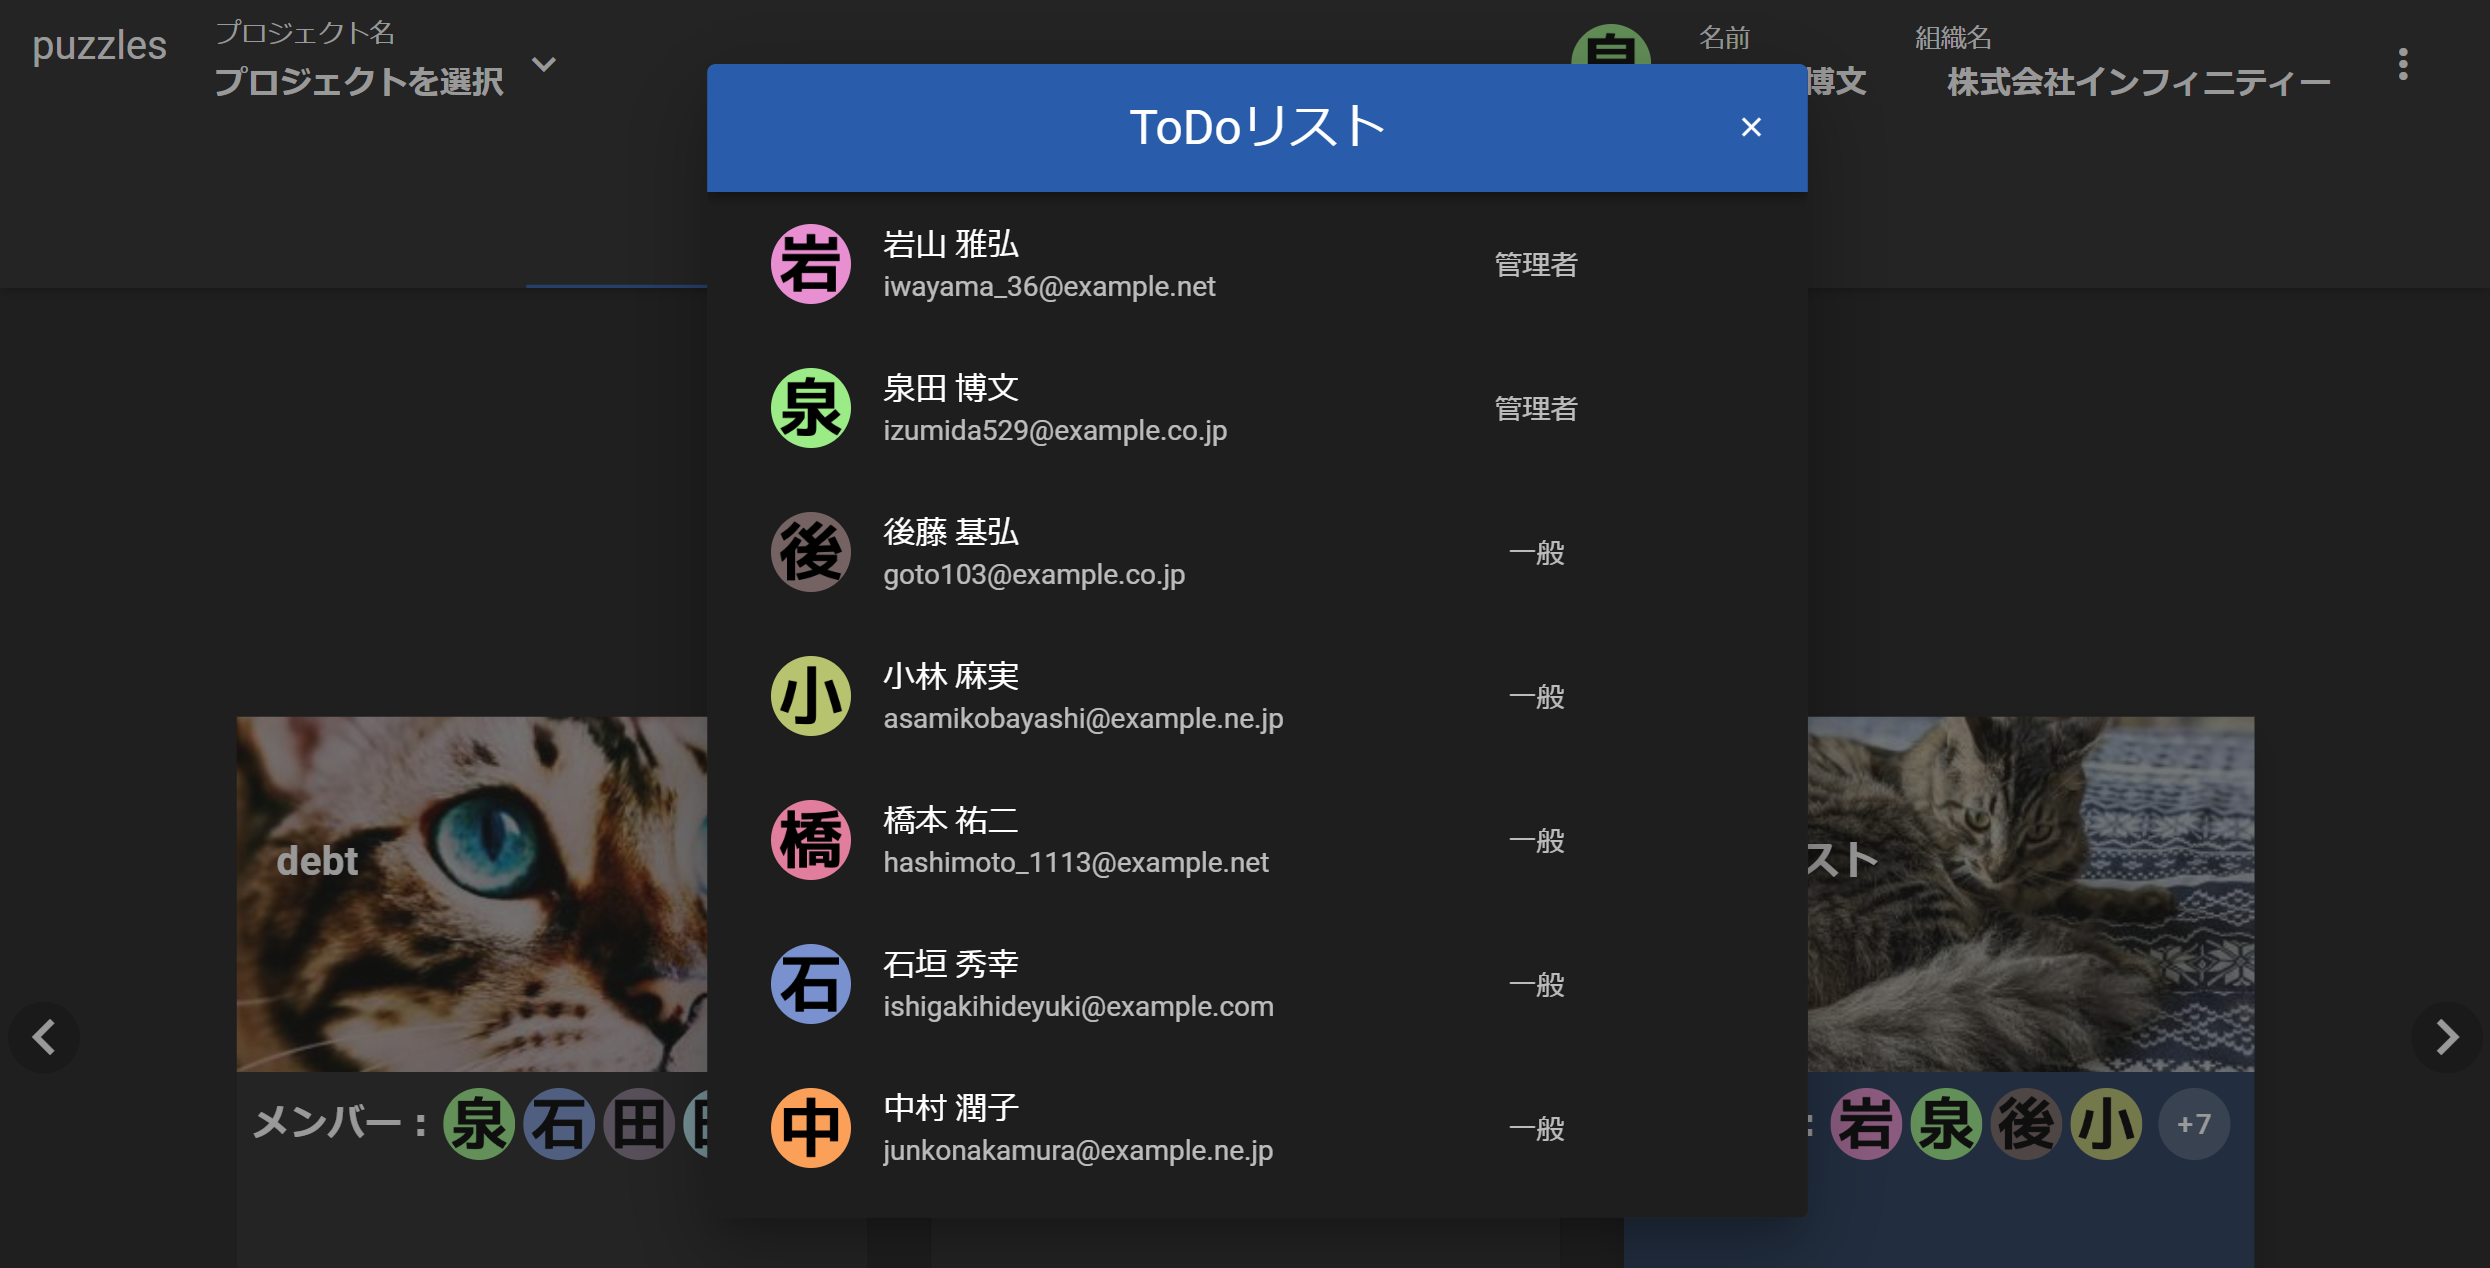 puzzles
プロジェクト名
プロジェクトを選択
名前
博文
組織名
株式会社インフィニティー
ToDoリスト
岩
岩山 雅弘
iwayama_36@example.net
管理者
泉
泉田 博文
izumida529@example.co.jp
管理者
後
後藤 基弘
goto103@example.co.jp
一般
小
小林 麻実
asamikobayashi@example.ne.jp
一般
橋
橋本 祐二
hashimoto_1113@example.net
一般
石
石垣 秀幸
ishigakihideyuki@example.com
一般
中
中村 潤子
junkonakamura@example.ne.jp
一般
debt
メンバー : 泉 石 田
スト
: 岩 泉 後 小 +7